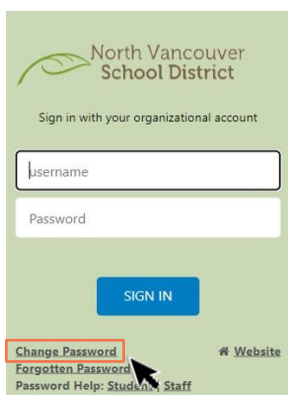 North Vancouver
School District
Sign in with your organizational account
username
Password
SIGN IN
Change Password Website
Forgotten Password
Password Help: Student | Staff